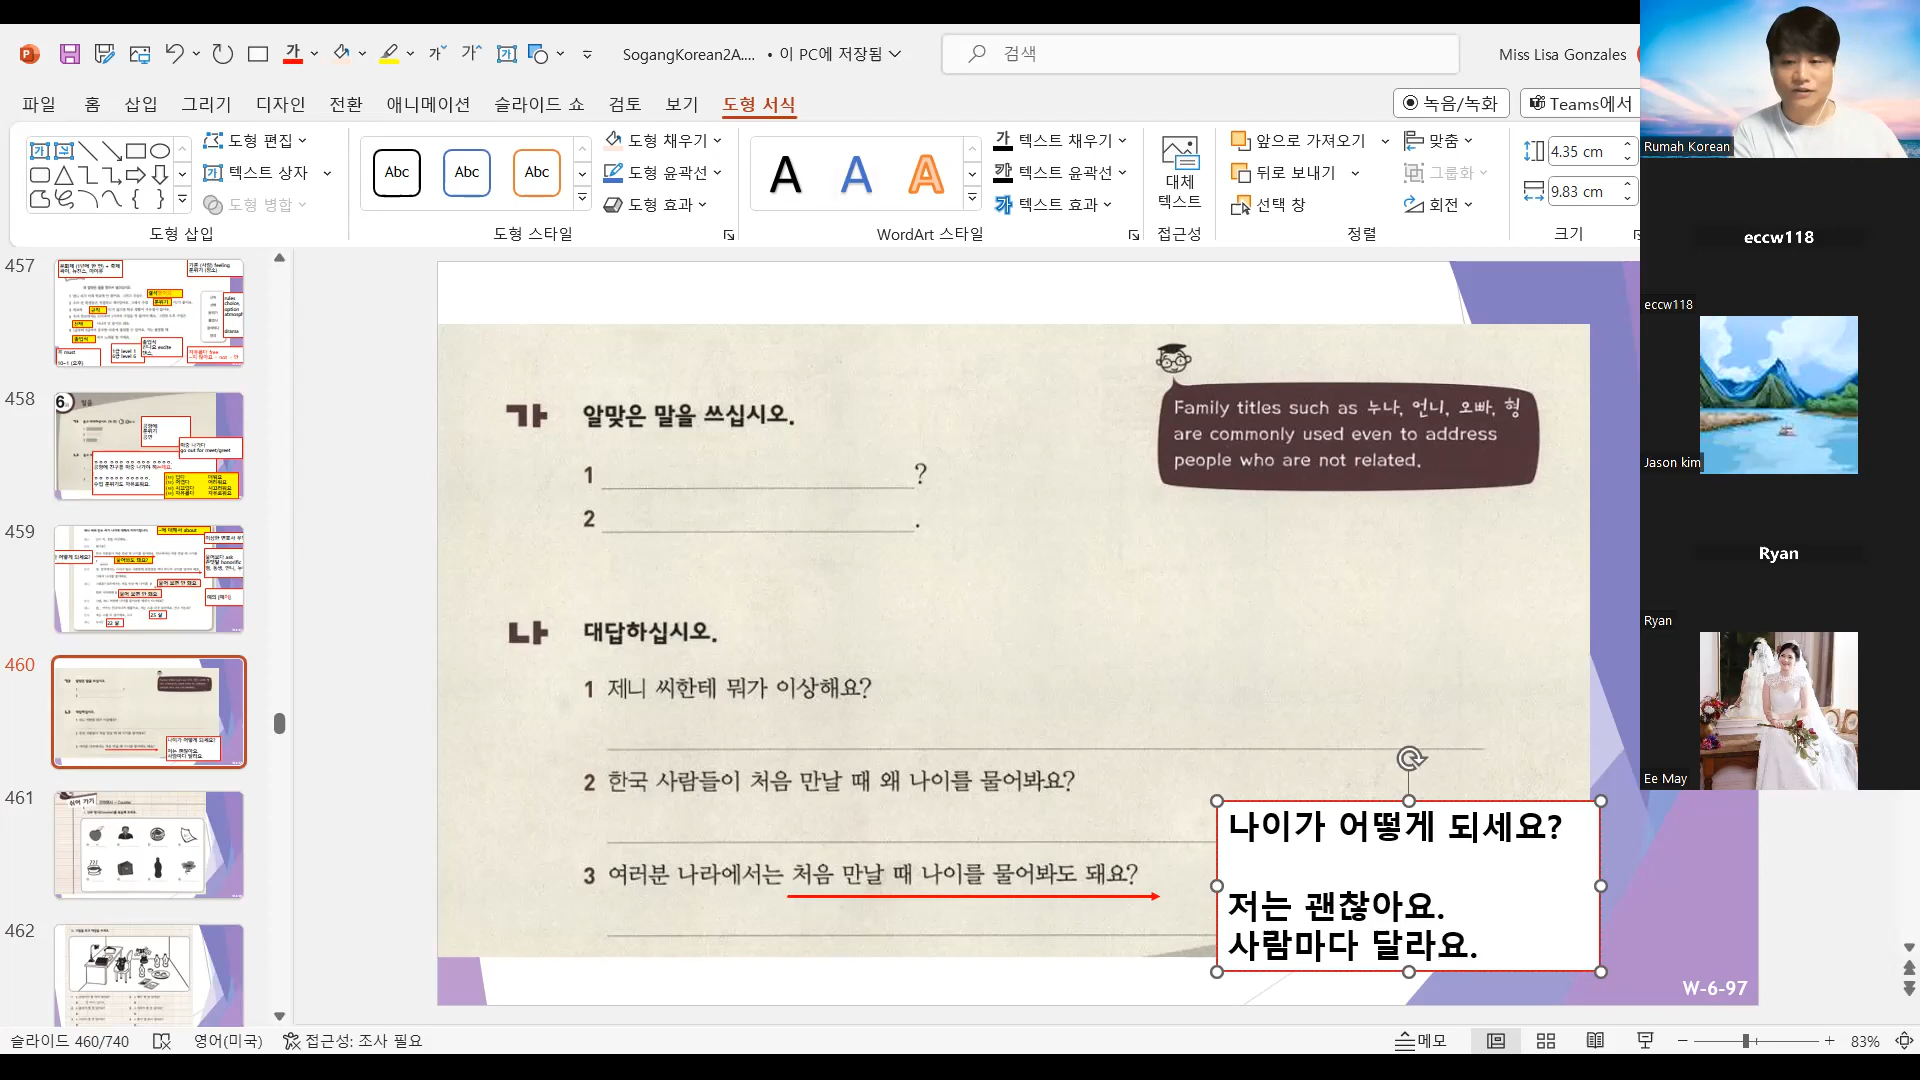 SogangKorean2A.... • 이 PC에 저장됨
검색
Miss Lisa Gonzales
파일 홈 삽입 그리기 디자인 전환 애니메이션 슬라이드 쇼 검토 보기 도형 서식
녹음/녹화
Teams에서
도형 편집
텍스트 상자
도형 병합
도형 삽입
Abc Abc Abc
도형 채우기
도형 윤곽선
도형 효과
도형 스타일
A A A
텍스트 채우기
텍스트 윤곽선
텍스트 효과
WordArt 스타일
대체
텍스트
접근성
앞으로 가져오기
뒤로 보내기
선택 창
맞춤
그룹화
회전
정렬
4.35 cm
9.83 cm
크기
457
458
459
460
461
462
가 알맞은 말을 쓰십시오.
1 ?
2 .
Family titles such as 누나, 언니, 오빠, 형
are commonly used even to address
people who are not related.
나 대답하십시오.
1 제니 씨한테 뭐가 이상해요?
2 한국 사람들이 처음 만날 때 왜 나이를 물어봐요?
3 여러분 나라에서는 처음 만날 때 나이를 물어봐도 돼요?
나이가 어떻게 되세요?
저는 괜찮아요.
사람마다 달라요.
W-6-97
Rumah Korean
eccw118
eccw118
Jason kim
Ryan
Ryan
Ee May
슬라이드 460/740
영어(미국)
접근성: 조사 필요
메모
83%